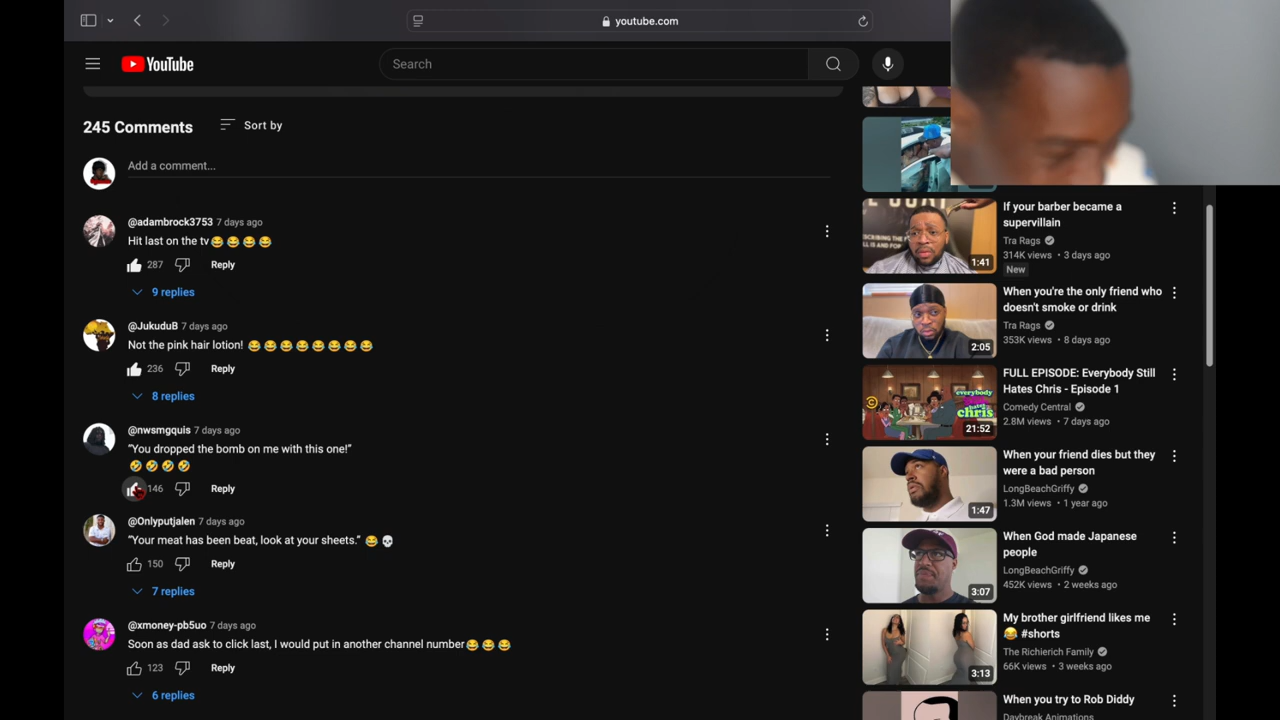 youtube.com
YouTube
Search
245 Comments
Sort by
Add a comment...
@adambrock3753 7 days ago
Hit last on the tv😂😂😂😂
287
Reply
9 replies
@JukuduB 7 days ago
Not the pink hair lotion! 😂😂😂😂😂😂😂😂
236
Reply
8 replies
@nwsmgquis 7 days ago
“You dropped the bomb on me with this one!”
🤣🤣🤣🤣
146
Reply
@Onlyputjalen 7 days ago
“Your meat has been beat, look at your sheets.” 😂💀
150
Reply
7 replies
@xmoney-pb5uo 7 days ago
Soon as dad ask to click last, I would put in another channel number😂😂😂
123
Reply
6 replies
1:41
If your barber became a
supervillain
Tra Rags
314K views • 3 days ago
New
2:05
When you're the only friend who
doesn't smoke or drink
Tra Rags
353K views • 8 days ago
everybody
hates
chris
21:52
FULL EPISODE: Everybody Still
Hates Chris - Episode 1
Comedy Central
2.8M views • 7 days ago
1:47
When your friend dies but they
were a bad person
LongBeachGriffy
1.3M views • 1 year ago
3:07
When God made Japanese
people
LongBeachGriffy
452K views • 2 weeks ago
3:13
My brother girlfriend likes me
😂 #shorts
The Richierich Family
66K views • 3 weeks ago
When you try to Rob Diddy
Daybreak Animations